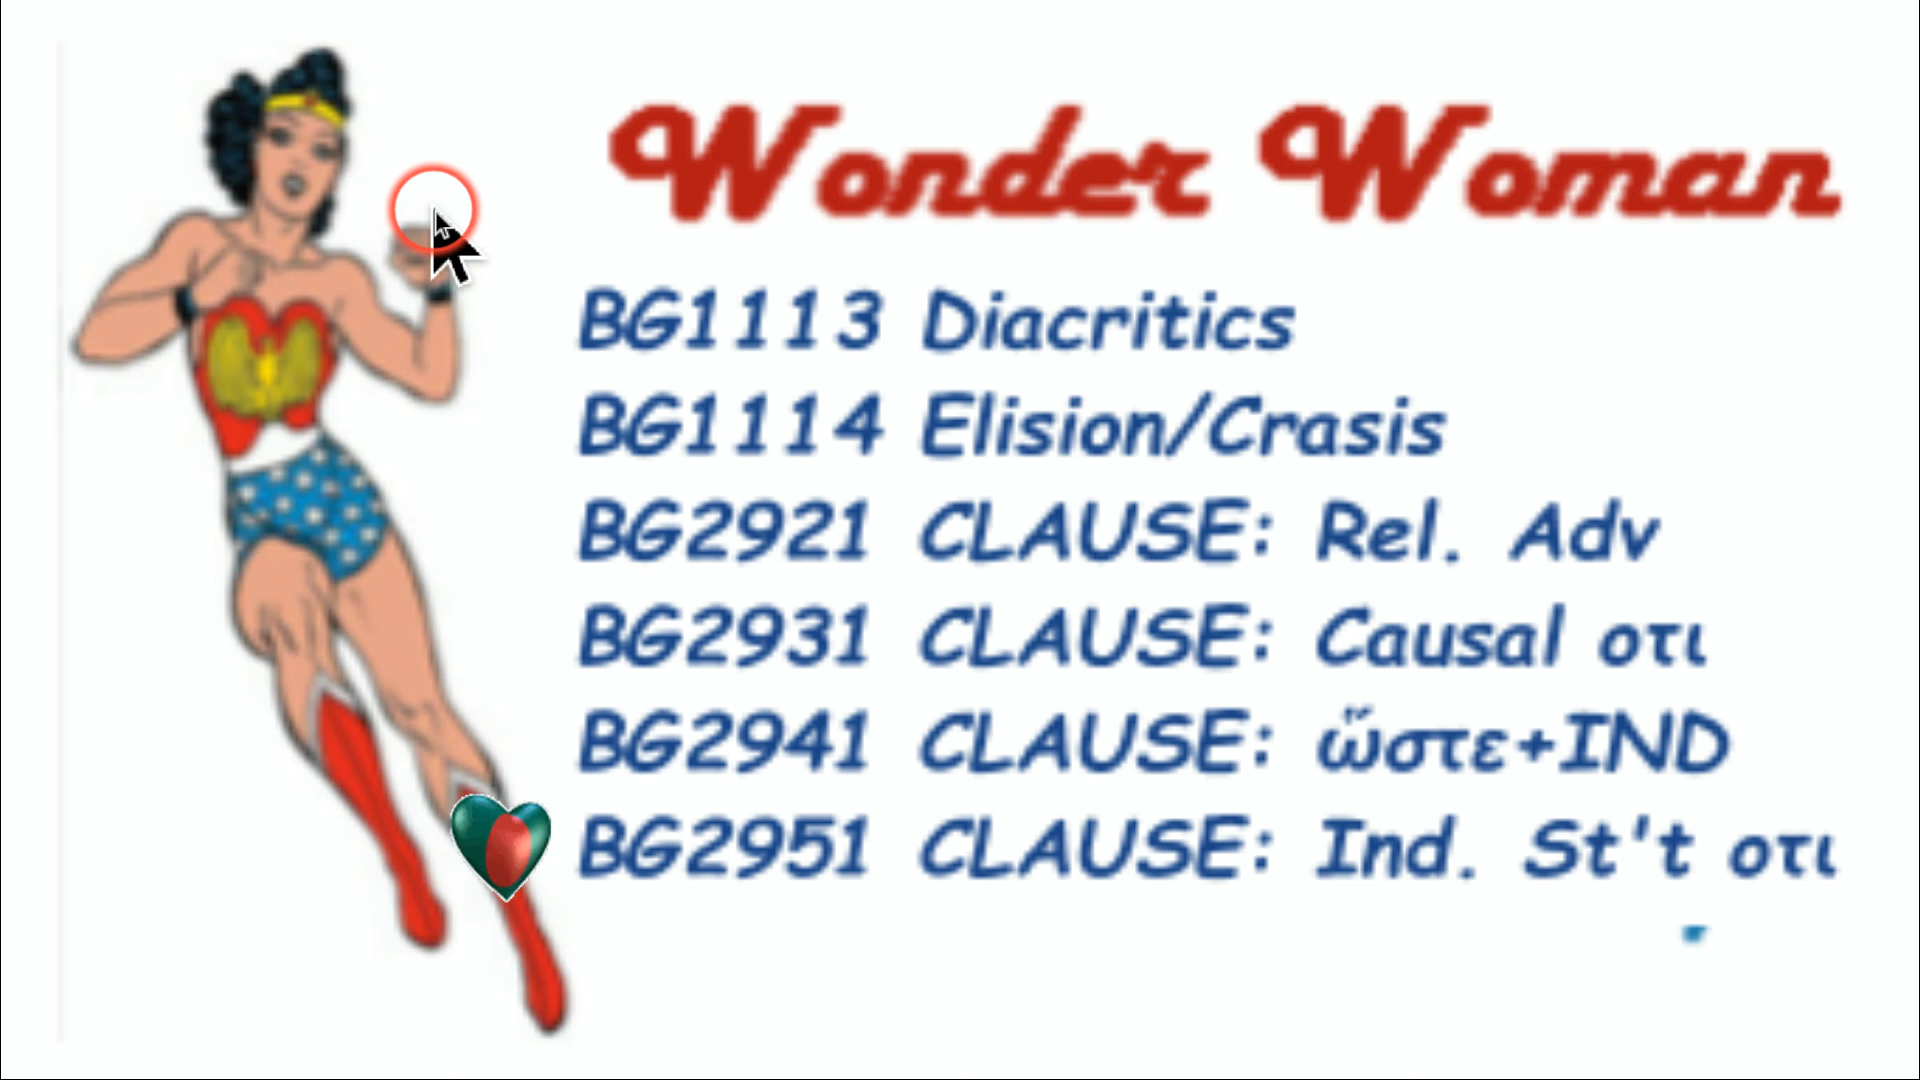 Wonder Woman
BG1113 Diacritics
BG1114 Elision/Crasis
BG2921 CLAUSE: Rel. Adv
BG2931 CLAUSE: Causal οτι
BG2941 CLAUSE: ὥστε+IND
BG2951 CLAUSE: Ind. St't οτι